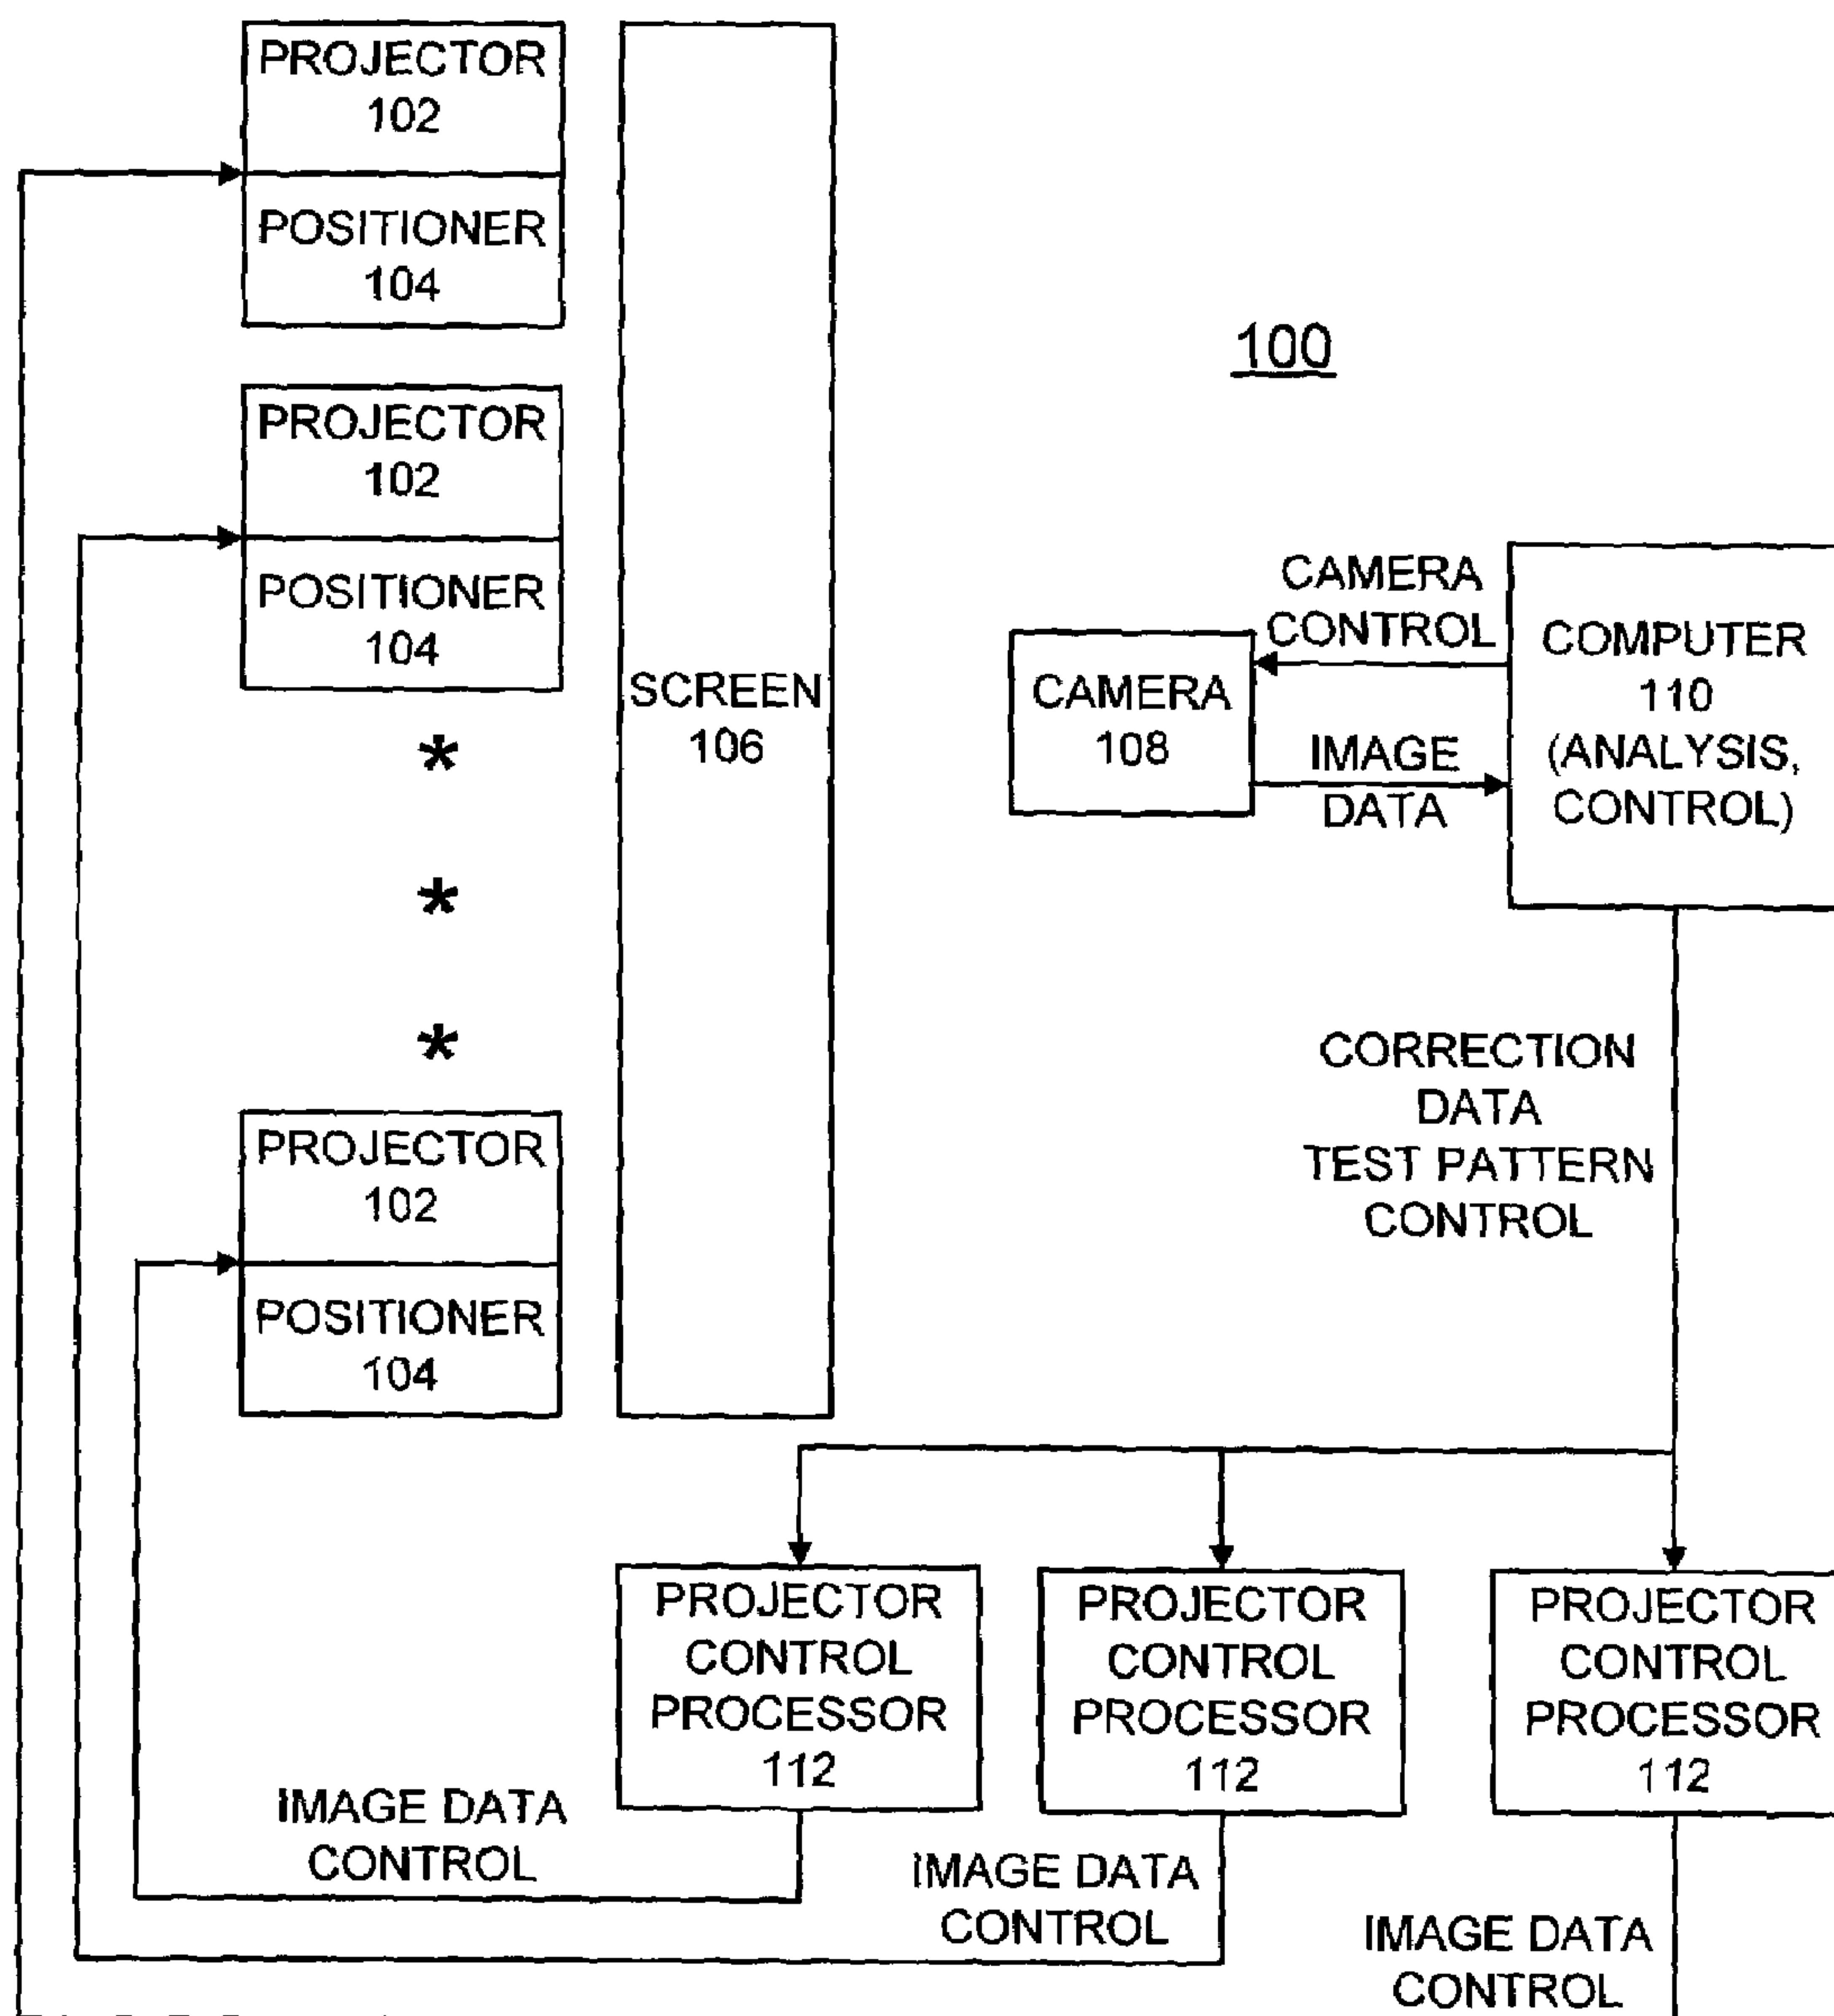 PROJECTOR
102
POSITIONER
104
PROJECTOR
102
POSITIONER
104
*
*
*
PROJECTOR
102
POSITIONER
104
SCREEN
106
100
CAMERA
108
CAMERA
CONTROL
IMAGE
DATA
COMPUTER
110
(ANALYSIS,
CONTROL)
CORRECTION
DATA
TEST PATTERN
CONTROL
PROJECTOR
CONTROL
PROCESSOR
112
PROJECTOR
CONTROL
PROCESSOR
112
PROJECTOR
CONTROL
PROCESSOR
112
IMAGE DATA
CONTROL
IMAGE DATA
CONTROL
IMAGE DATA
CONTROL